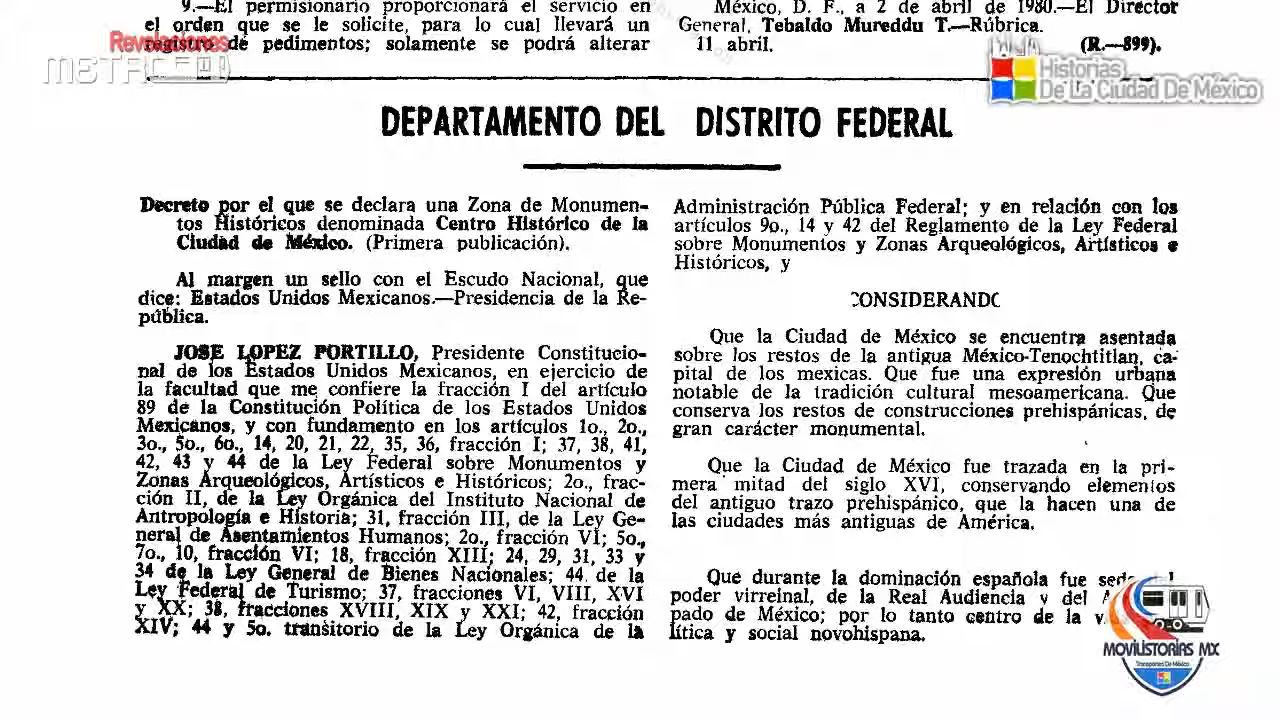 9.—El permisionario proporcionará el servicio en
el orden que se le solicite, para lo cual llevará un
registro de pedimentos; solamente se podrá alterar
México, D. F., a 2 de abril de 1980.—El Director
General, Tebaldo Mureddu T.—Rúbrica.
11 abril. (R.—899).
Revelaciones
METRO
Historias
De La Ciudad De México
DEPARTAMENTO DEL DISTRITO FEDERAL
Decreto por el que se declara una Zona de Monumen-
tos Históricos denominada Centro Histórico de la
Ciudad de México. (Primera publicación).
Al margen un sello con el Escudo Nacional, que
dice: Estados Unidos Mexicanos.—Presidencia de la Re-
pública.
JOSE LOPEZ PORTILLO, Presidente Constitucio-
nal de los Estados Unidos Mexicanos, en ejercicio de
la facultad que me confiere la fracción I del artículo
89 de la Constitución Política de los Estados Unidos
Mexicanos, y con fundamento en los artículos 1o., 2o.,
3o., 5o., 6o., 14, 20, 21, 22, 35, 36, fracción I; 37, 38, 41,
42, 43 y 44 de la Ley Federal sobre Monumentos y
Zonas Arqueológicos, Artísticos e Históricos; 2o., frac-
ción II, de la Ley Orgánica del Instituto Nacional de
Antropología e Historia; 31, fracción III, de la Ley Ge-
neral de Asentamientos Humanos; 2o., fracción VI; 5o.,
7o., 10, fracción VI; 18, fracción XIII; 24, 29, 31, 33 y
34 de la Ley General de Bienes Nacionales; 44 de la
Ley Federal de Turismo; 37, fracciones VI, VIII, XVI
y XX; 38, fracciones XVIII, XIX y XXI; 42, fracción
XIV; 44 y 5o. transitorio de la Ley Orgánica de la
Administración Pública Federal; y en relación con los
artículos 9o., 14 y 42 del Reglamento de la Ley Federal
sobre Monumentos y Zonas Arqueológicos, Artísticos e
Históricos, y
CONSIDERANDO
Que la Ciudad de México se encuentra asentada
sobre los restos de la antigua México-Tenochtitlan, ca-
pital de los mexicas. Que fue una expresión urbana
notable de la tradición cultural mesoamericana. Que
conserva los restos de construcciones prehispánicas, de
gran carácter monumental.
Que la Ciudad de México fue trazada en la pri-
mera mitad del siglo XVI, conservando elementos
del antiguo trazo prehispánico, que la hacen una de
las ciudades más antiguas de América.
Que durante la dominación española fue sede
poder virreinal, de la Real Audiencia y del
pado de México; por lo tanto centro de la
lítica y social novohispana.
MOVILISTORIAS MX
Transportes De México